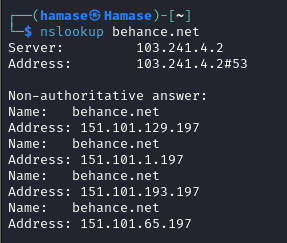 ┌──(hamase㉿Hamase)-[~]
└─$ nslookup behance.net
Server:         103.241.4.2
Address:        103.241.4.2#53

Non-authoritative answer:
Name:   behance.net
Address: 151.101.129.197
Name:   behance.net
Address: 151.101.1.197
Name:   behance.net
Address: 151.101.193.197
Name:   behance.net
Address: 151.101.65.197